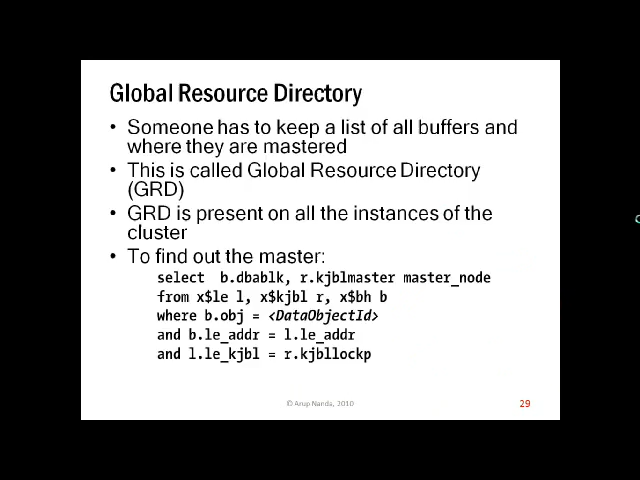 Global Resource Directory
• Someone has to keep a list of all buffers and
where they are mastered
• This is called Global Resource Directory
(GRD)
• GRD is present on all the instances of the
cluster
• To find out the master:
select b.dbablk, r.kjblmaster master_node
from x$le l, x$kjbl r, x$bh b
where b.obj = <DataObjectId>
and b.le_addr = l.le_addr
and l.le_kjbl = r.kjbllockp
© Arup Nanda, 2010
29